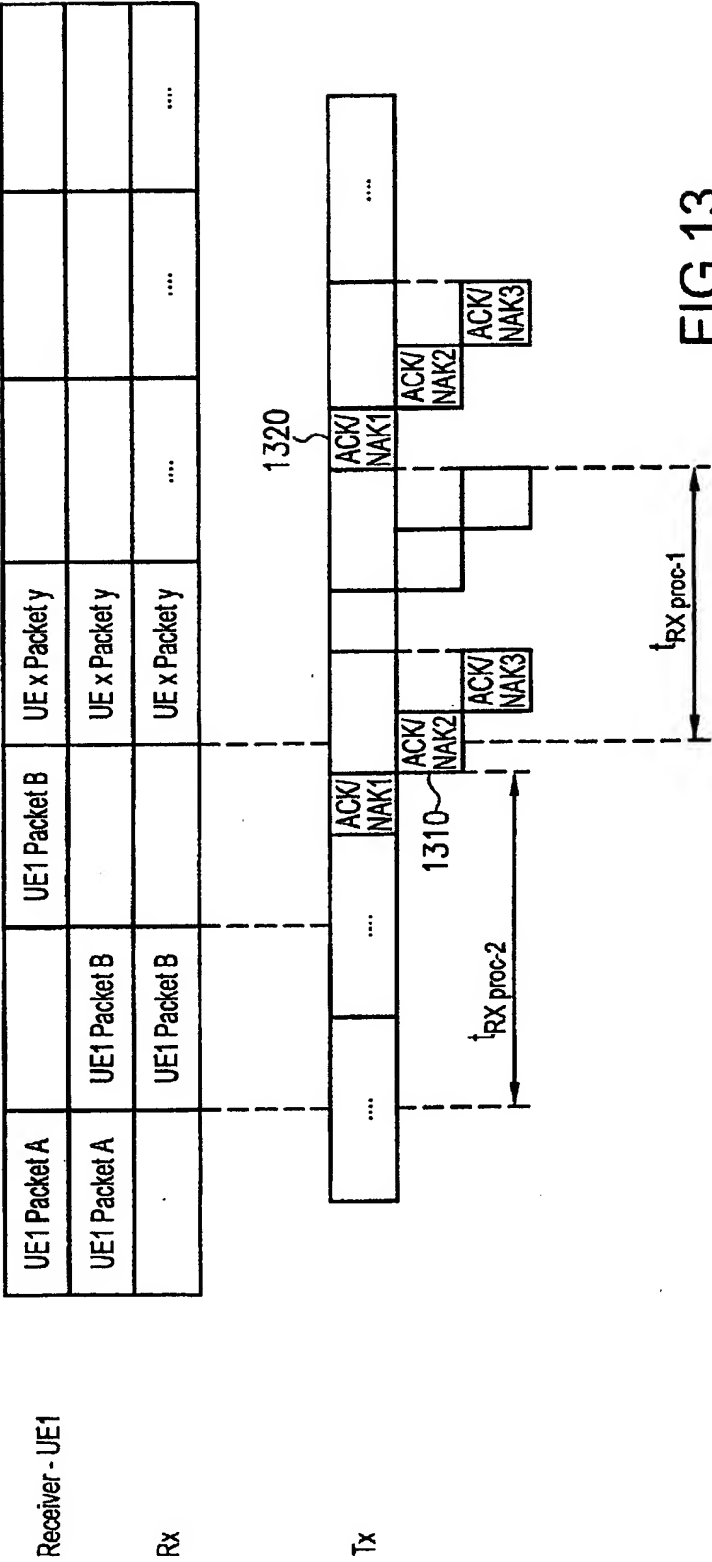 Receiver - UE1
UE1 Packet A
UE1 Packet B
UE x Packet y
UE1 Packet A
UE1 Packet B
UE x Packet y
Rx
UE1 Packet B
UE x Packet y
....
....
....
1320
Tx
....
....
ACK/
NAK1
ACK/
NAK1
....
1310
ACK/
NAK2
ACK/
NAK2
ACK/
NAK3
ACK/
NAK3
tRX proc-2
tRX proc-1
FIG.13